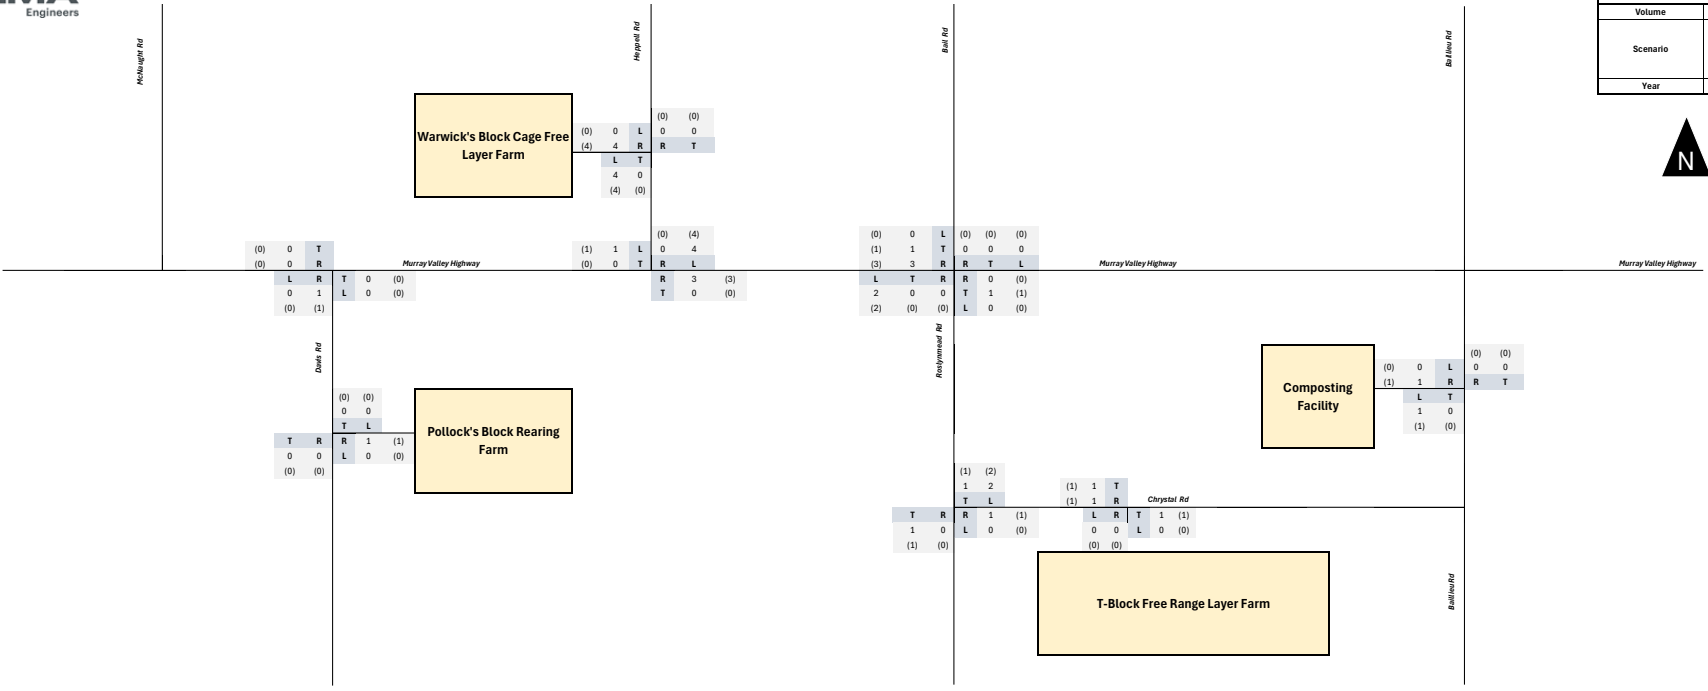 Engineers
Volume
Scenario
Year
McNaught Rd
Heppell Rd
Ball Rd
Baillieu Rd
N
Warwick's Block Cage Free
Layer Farm
(0) (0)
(0) 0 L 0 0
(4) 4 R R T
L T
4 0
(4) (0)
(0) 0 T
(0) 0 R
L R T 0 (0)
0 1 L 0 (0)
(0) (1)
Murray Valley Highway
(0) (4)
(1) 1 L 0 4
(0) 0 T R L
R 3 (3)
T 0 (0)
(0) 0 L (0) (0) (0)
(1) 1 T 0 0 0
(3) 3 R R T L
L T R R 0 (0)
2 0 0 T 1 (1)
(2) (0) (0) L 0 (0)
Murray Valley Highway
Murray Valley Highway
Davis Rd
Roslynmead Rd
(0) (0)
0 0
T L
T R R 1 (1)
0 0 L 0 (0)
(0) (0)
Pollock's Block Rearing
Farm
Composting
Facility
(0) (0)
(0) 0 L 0 0
(1) 1 R R T
L T
1 0
(1) (0)
(1) (2)
1 2
T L
T R R 1 (1)
1 0 L 0 (0)
(1) (0)
(1) 1 T
(1) 1 R
Chrystal Rd
L R T 1 (1)
0 0 L 0 (0)
(0) (0)
T-Block Free Range Layer Farm
Baillieu Rd